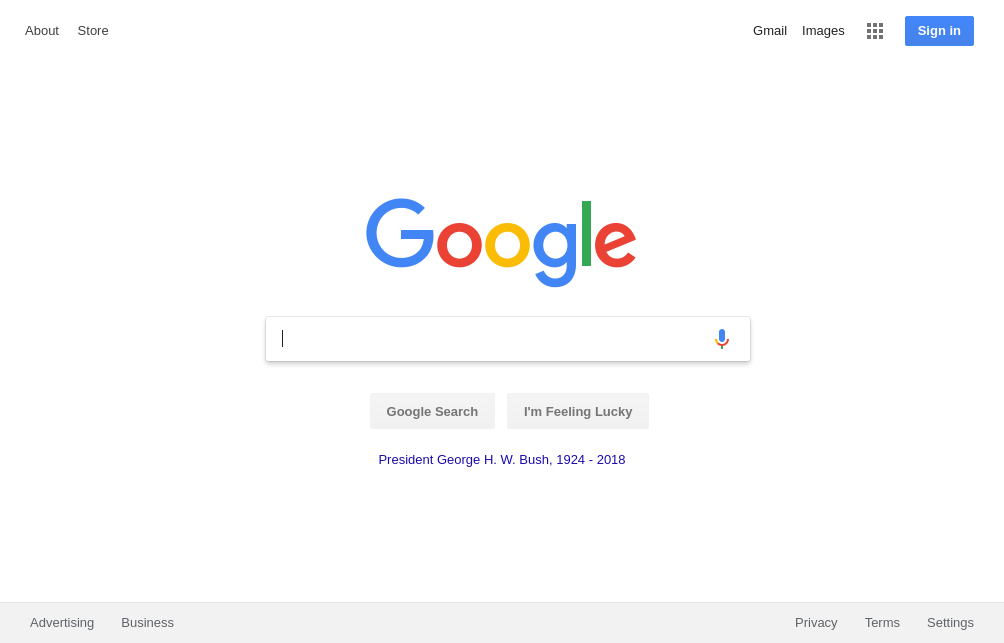 About Store Gmail Images Sign in
Google
Google Search I'm Feeling Lucky
President George H. W. Bush, 1924 - 2018
Advertising Business Privacy Terms Settings